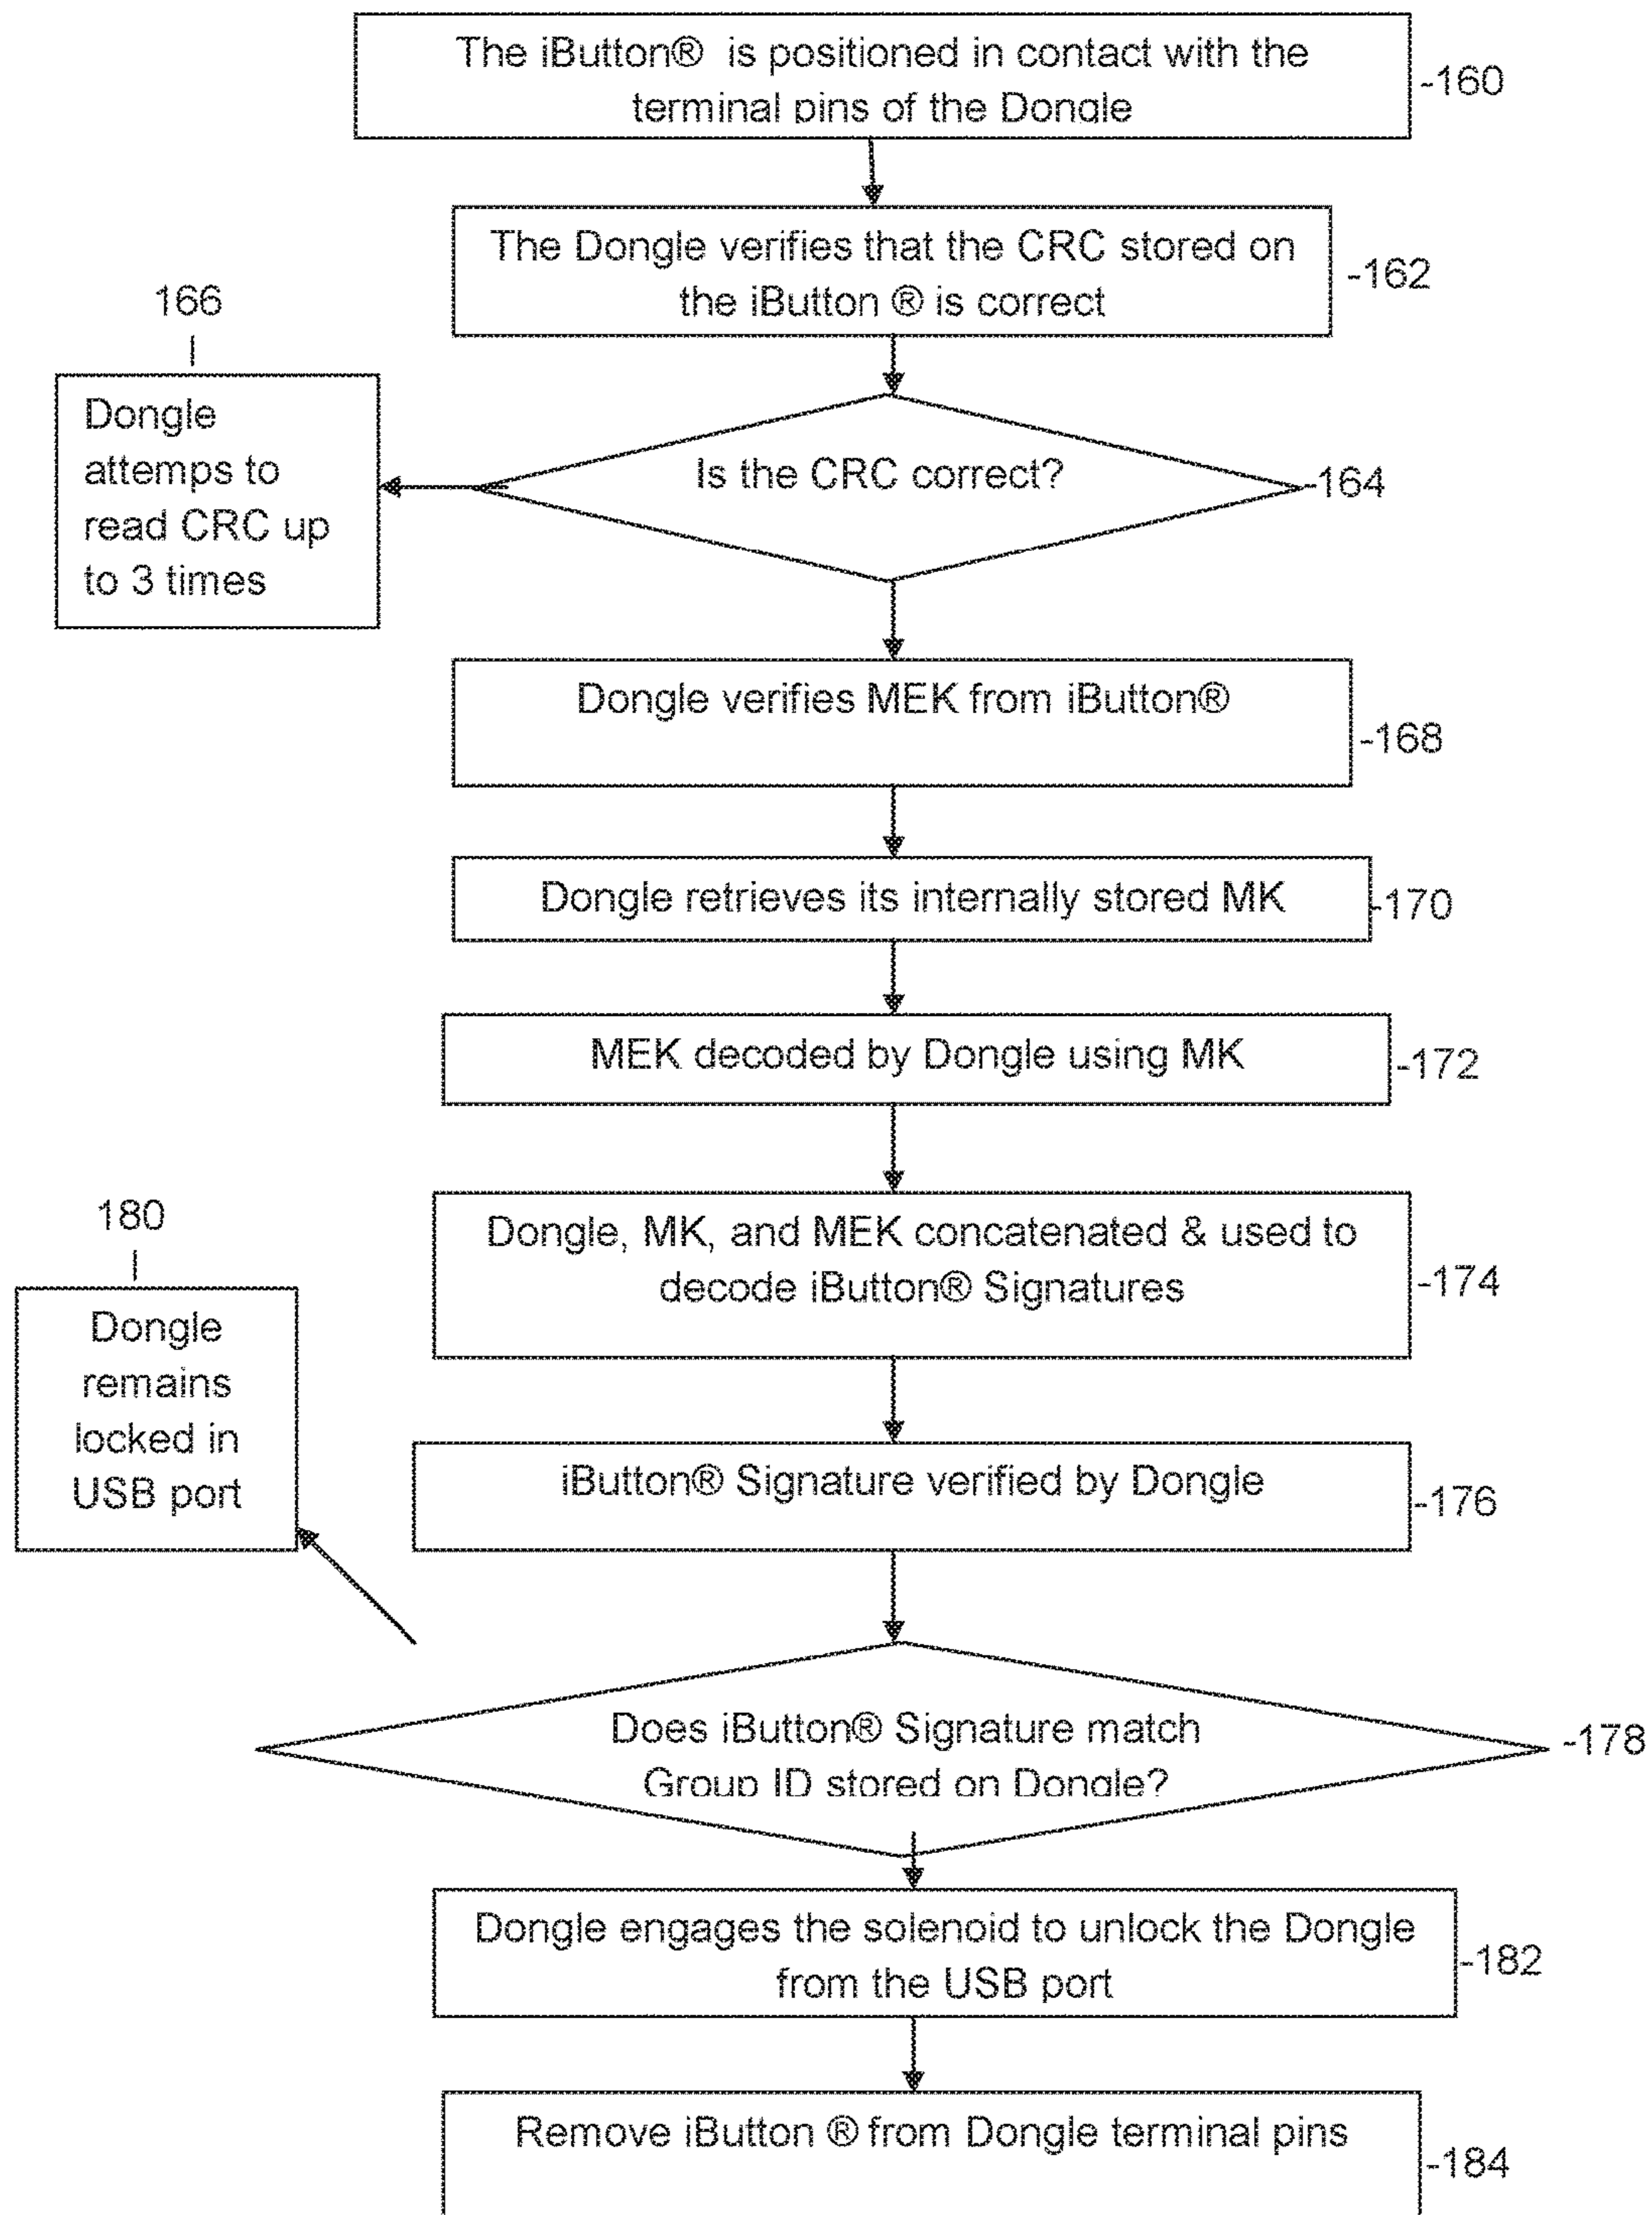 The iButton® is positioned in contact with the
terminal pins of the Dongle
-160
The Dongle verifies that the CRC stored on
the iButton ® is correct
-162
166
Dongle
attemps to
read CRC up
to 3 times
Is the CRC correct?
-164
Dongle verifies MEK from iButton®
-168
Dongle retrieves its internally stored MK
-170
MEK decoded by Dongle using MK
-172
Dongle, MK, and MEK concatenated & used to
decode iButton® Signatures
-174
180
Dongle
remains
locked in
USB port
iButton® Signature verified by Dongle
-176
Does iButton® Signature match
Group ID stored on Dongle?
-178
Dongle engages the solenoid to unlock the Dongle
from the USB port
-182
Remove iButton ® from Dongle terminal pins
-184